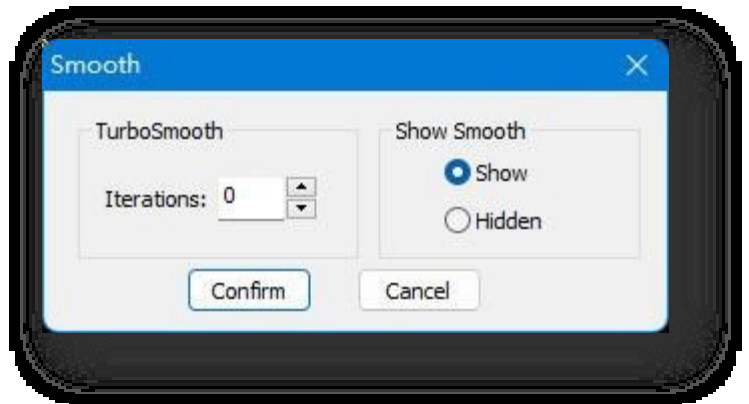 Smooth
TurboSmooth
Iterations: 0
Show Smooth
Show
Hidden
Confirm
Cancel